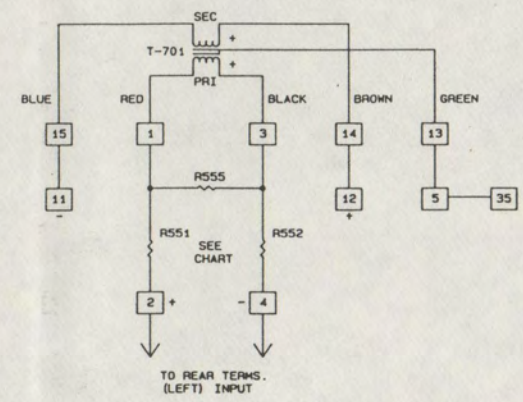 SEC
+
T-701
+
PRI
BLUE RED BLACK BROWN GREEN
15 1 3 14 13
R555
11 12 5 35
- +
R551 R552
SEE
CHART
2 + - 4
TO REAR TERMS.
(LEFT) INPUT